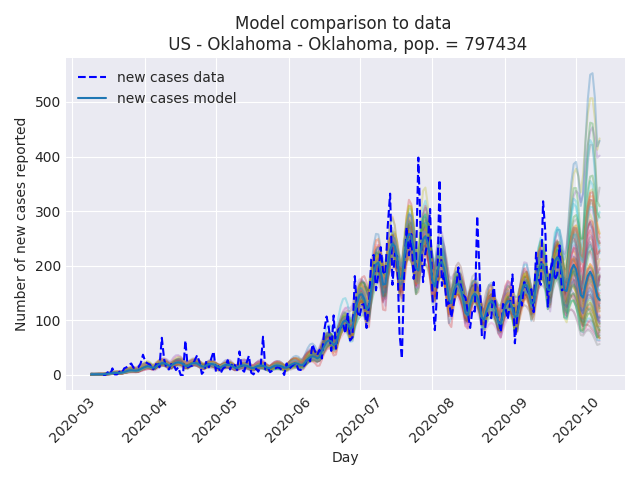 Model comparison to data
US - Oklahoma - Oklahoma, pop. = 797434
new cases data
new cases model
Number of new cases reported
500
400
300
200
100
0
2020-03
2020-04
2020-05
2020-06
2020-07
2020-08
2020-09
2020-10
Day